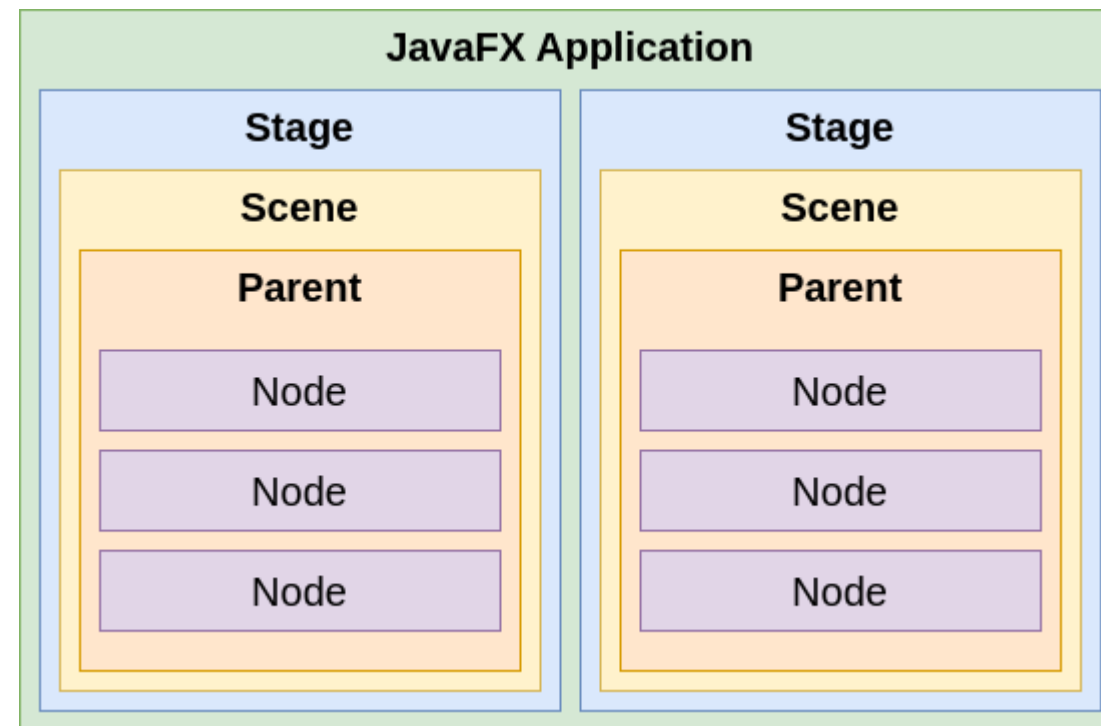 JavaFX Application
Stage
Scene
Parent
Node
Node
Node
Stage
Scene
Parent
Node
Node
Node